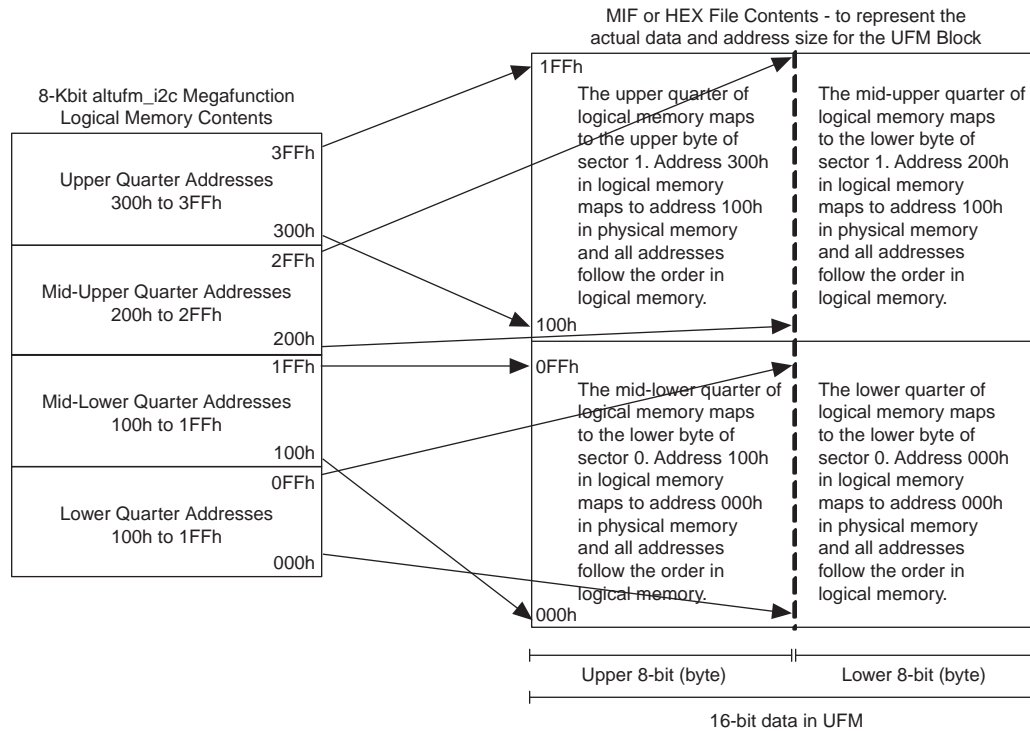 MIF or HEX File Contents - to represent the
actual data and address size for the UFM Block
8-Kbit altufm_i2c Megafunction
Logical Memory Contents
3FFh
Upper Quarter Addresses
300h to 3FFh
300h
2FFh
Mid-Upper Quarter Addresses
200h to 2FFh
200h
1FFh
Mid-Lower Quarter Addresses
100h to 1FFh
100h
0FFh
Lower Quarter Addresses
100h to 1FFh
000h
1FFh
The upper quarter of
logical memory maps
to the upper byte of
sector 1. Address 300h
in logical memory
maps to address 100h
in physical memory
and all addresses
follow the order in
logical memory.
100h
The mid-upper quarter of
logical memory maps
to the lower byte of
sector 1. Address 200h
in logical memory
maps to address 100h
in physical memory
and all addresses
follow the order in
logical memory.
0FFh
The mid-lower quarter of
logical memory maps
to the lower byte of
sector 0. Address 100h
in logical memory
maps to address 000h
in physical memory
and all addresses
follow the order in
logical memory.
000h
The lower quarter of
logical memory maps
to the lower byte of
sector 0. Address 000h
in logical memory
maps to address 000h
in physical memory
and all addresses
follow the order in
logical memory.
Upper 8-bit (byte)
Lower 8-bit (byte)
16-bit data in UFM